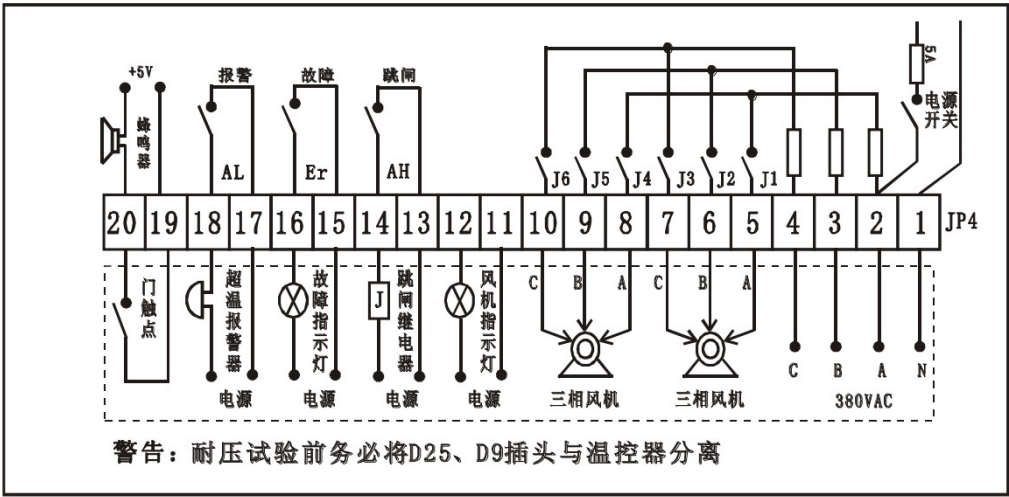 +5V
蜂鸣器
报警
故障
跳闸
5A
电源
开关
AL
Er
AH
J6
J5
J4
J3
J2
J1
20 19 18 17 16 15 14 13 12 11 10 9 8 7 6 5 4 3 2 1
JP4
门触点
超温报警器
故障指示灯
J
跳闸继电器
风机指示灯
C B A C B A
C B A N
电源
电源
电源
电源
三相风机
三相风机
380VAC
警告：耐压试验前务必将D25、D9插头与温控器分离